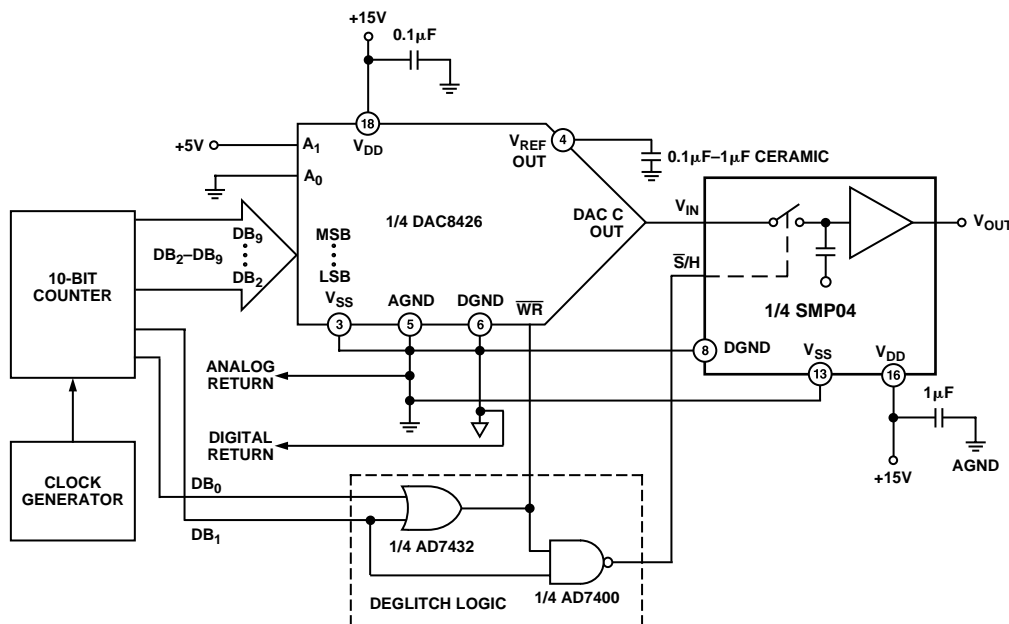 +15V
0.1µF
18
VDD
4
VREF
OUT
0.1µF–1µF CERAMIC
+5V
A1
A0
1/4 DAC8426
DAC C
OUT
VIN
VOUT
S̅/H
1/4 SMP04
10-BIT
COUNTER
DB2–DB9
DB9
DB2
MSB
LSB
VSS
3
AGND
5
DGND
6
W̅R̅
8
DGND
VSS
13
VDD
16
1µF
AGND
+15V
ANALOG
RETURN
DIGITAL
RETURN
CLOCK
GENERATOR
DB0
DB1
1/4 AD7432
1/4 AD7400
DEGLITCH LOGIC